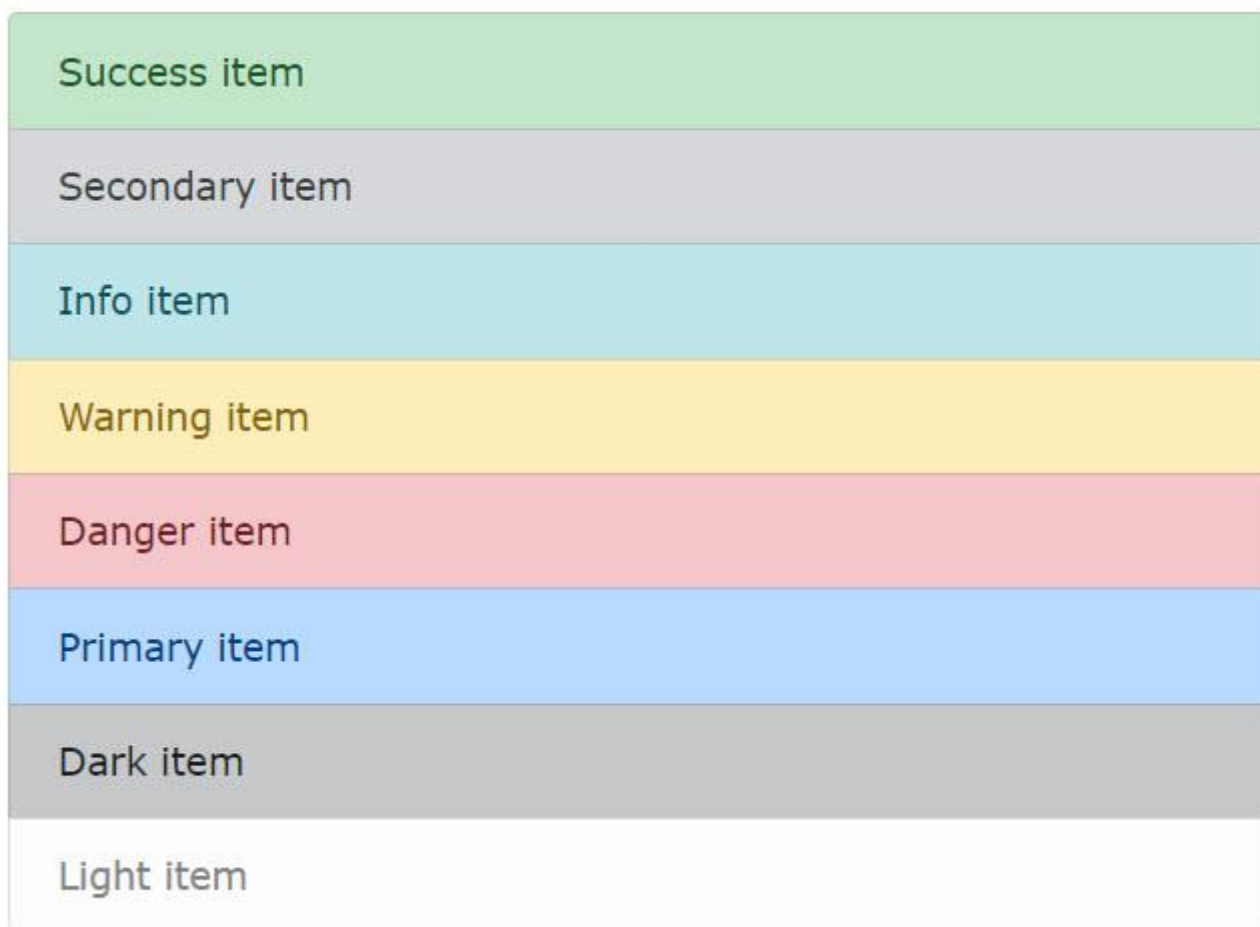 Success item
Secondary item
Info item
Warning item
Danger item
Primary item
Dark item
Light item